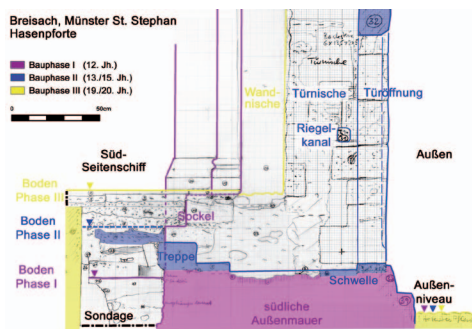 Breisach, Münster St. Stephan
Hasenpforte
Bauphase I (12. Jh.)
Bauphase II (13./15. Jh.)
Bauphase III (19./20. Jh.)
0
50cm
32
Türnische
Wand-
nische
Türnische
Türöffnung
Riegel-
kanal
Süd-
Seitenschiff
Außen
Boden
Phase III
Boden
Phase II
Sockel
Treppe
Boden
Phase I
Schwelle
Außen-
niveau
südliche
Außenmauer
Sondage